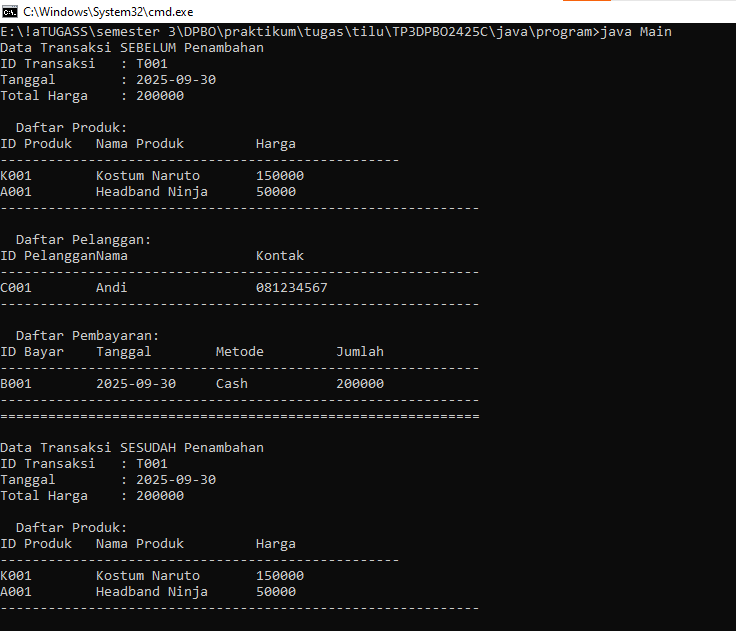 C:\Windows\System32\cmd.exe
E:\!aTUGASS\semester 3\DPBO\praktikum\tugas\tilu\TP3DPBO2425C\java\program>java Main
Data Transaksi SEBELUM Penambahan
ID Transaksi   : T001
Tanggal        : 2025-09-30
Total Harga    : 200000

  Daftar Produk:
ID Produk   Nama Produk         Harga
--------------------------------------------------
K001        Kostum Naruto       150000
A001        Headband Ninja      50000
------------------------------------------------------------

  Daftar Pelanggan:
ID PelangganNama                Kontak
------------------------------------------------------------
C001        Andi                081234567
------------------------------------------------------------

  Daftar Pembayaran:
ID Bayar    Tanggal        Metode         Jumlah
------------------------------------------------------------
B001        2025-09-30     Cash           200000
------------------------------------------------------------
============================================================

Data Transaksi SESUDAH Penambahan
ID Transaksi   : T001
Tanggal        : 2025-09-30
Total Harga    : 200000

  Daftar Produk:
ID Produk   Nama Produk         Harga
--------------------------------------------------
K001        Kostum Naruto       150000
A001        Headband Ninja      50000
------------------------------------------------------------